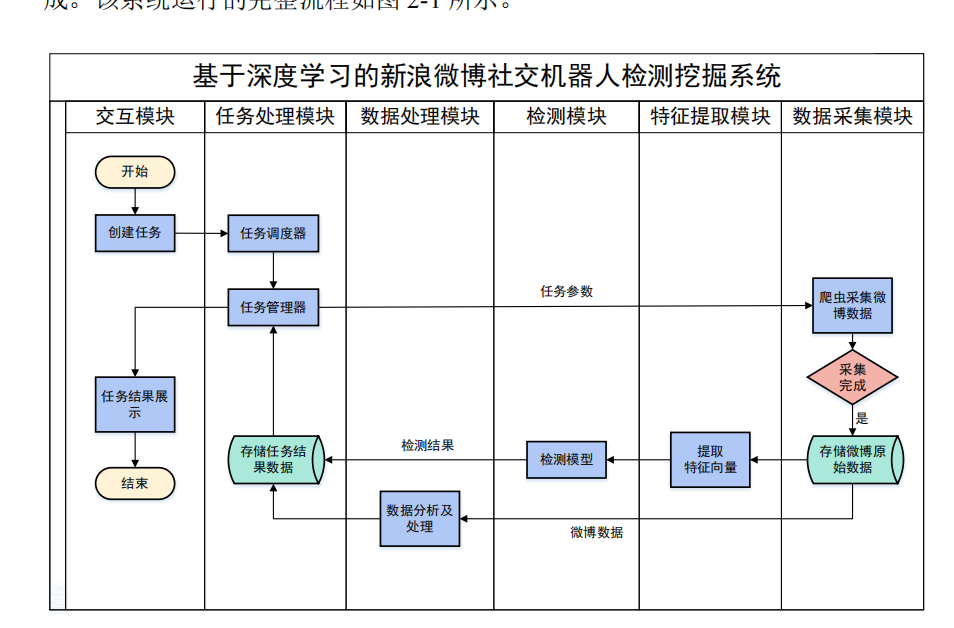 成。该系统运行的完整流程如图 2-1 所示。
基于深度学习的新浪微博社交机器人检测挖掘系统
交互模块
任务处理模块
数据处理模块
检测模块
特征提取模块
数据采集模块
开始
创建任务
任务调度器
任务管理器
任务参数
爬虫采集微
博数据
采集
完成
是
任务结果展
示
存储任务结
果数据
检测结果
检测模型
提取
特征向量
存储微博原
始数据
结束
数据分析及
处理
微博数据